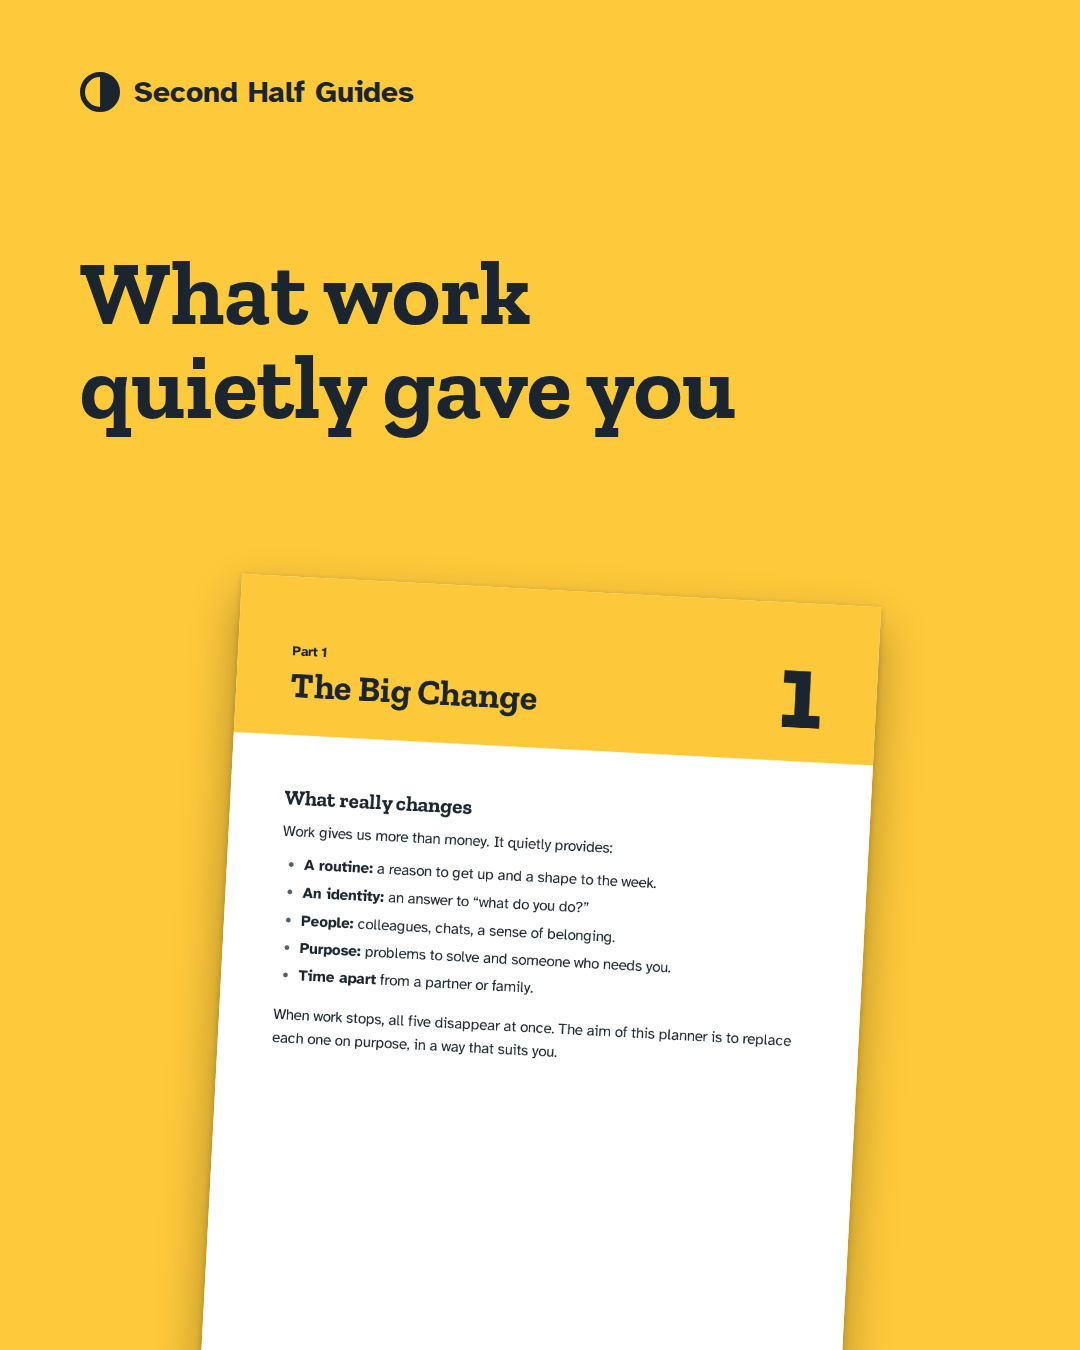 Second Half Guides
What work
quietly gave you
Part 1
The Big Change
1
What really changes
Work gives us more than money. It quietly provides:
• A routine: a reason to get up and a shape to the week.
• An identity: an answer to “what do you do?”
• People: colleagues, chats, a sense of belonging.
• Purpose: problems to solve and someone who needs you.
• Time apart from a partner or family.
When work stops, all five disappear at once. The aim of this planner is to replace
each one on purpose, in a way that suits you.